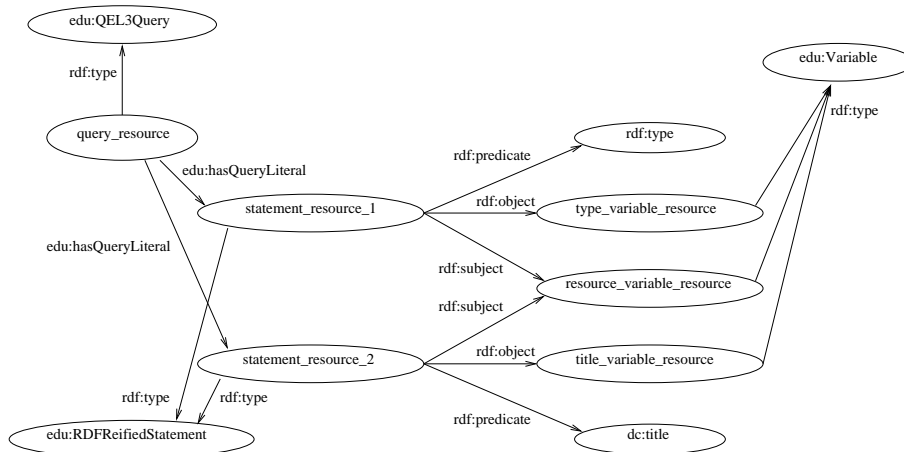 edu:QEL3Query
edu:Variable
rdf:type
rdf:type
query_resource
rdf:type
rdf:predicate
edu:hasQueryLiteral
rdf:object
statement_resource_1
type_variable_resource
edu:hasQueryLiteral
rdf:subject
resource_variable_resource
rdf:subject
rdf:object
statement_resource_2
title_variable_resource
rdf:type
rdf:type
rdf:predicate
edu:RDFReifiedStatement
dc:title